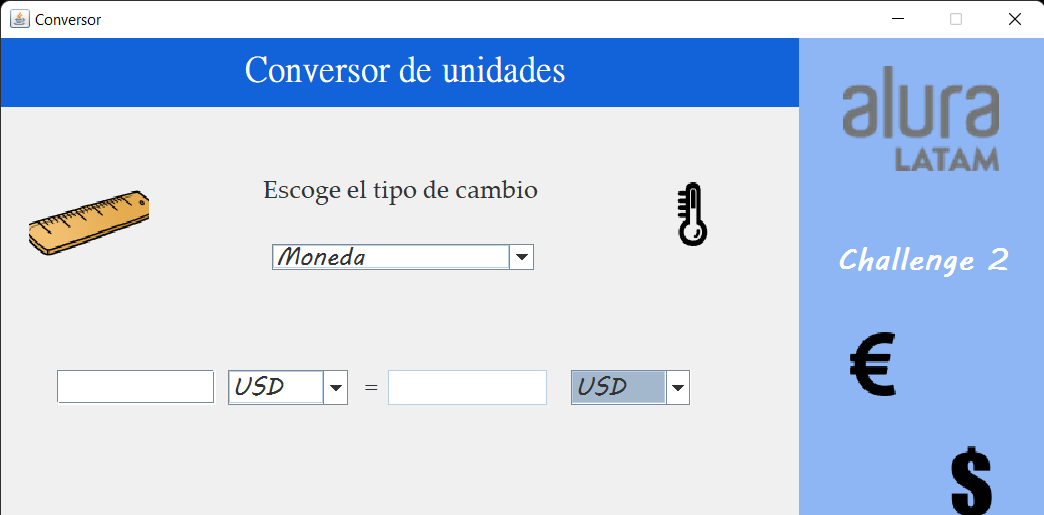 Conversor
Conversor de unidades
alura
LATAM
Escoge el tipo de cambio
Moneda
Challenge 2
USD = USD
€
$